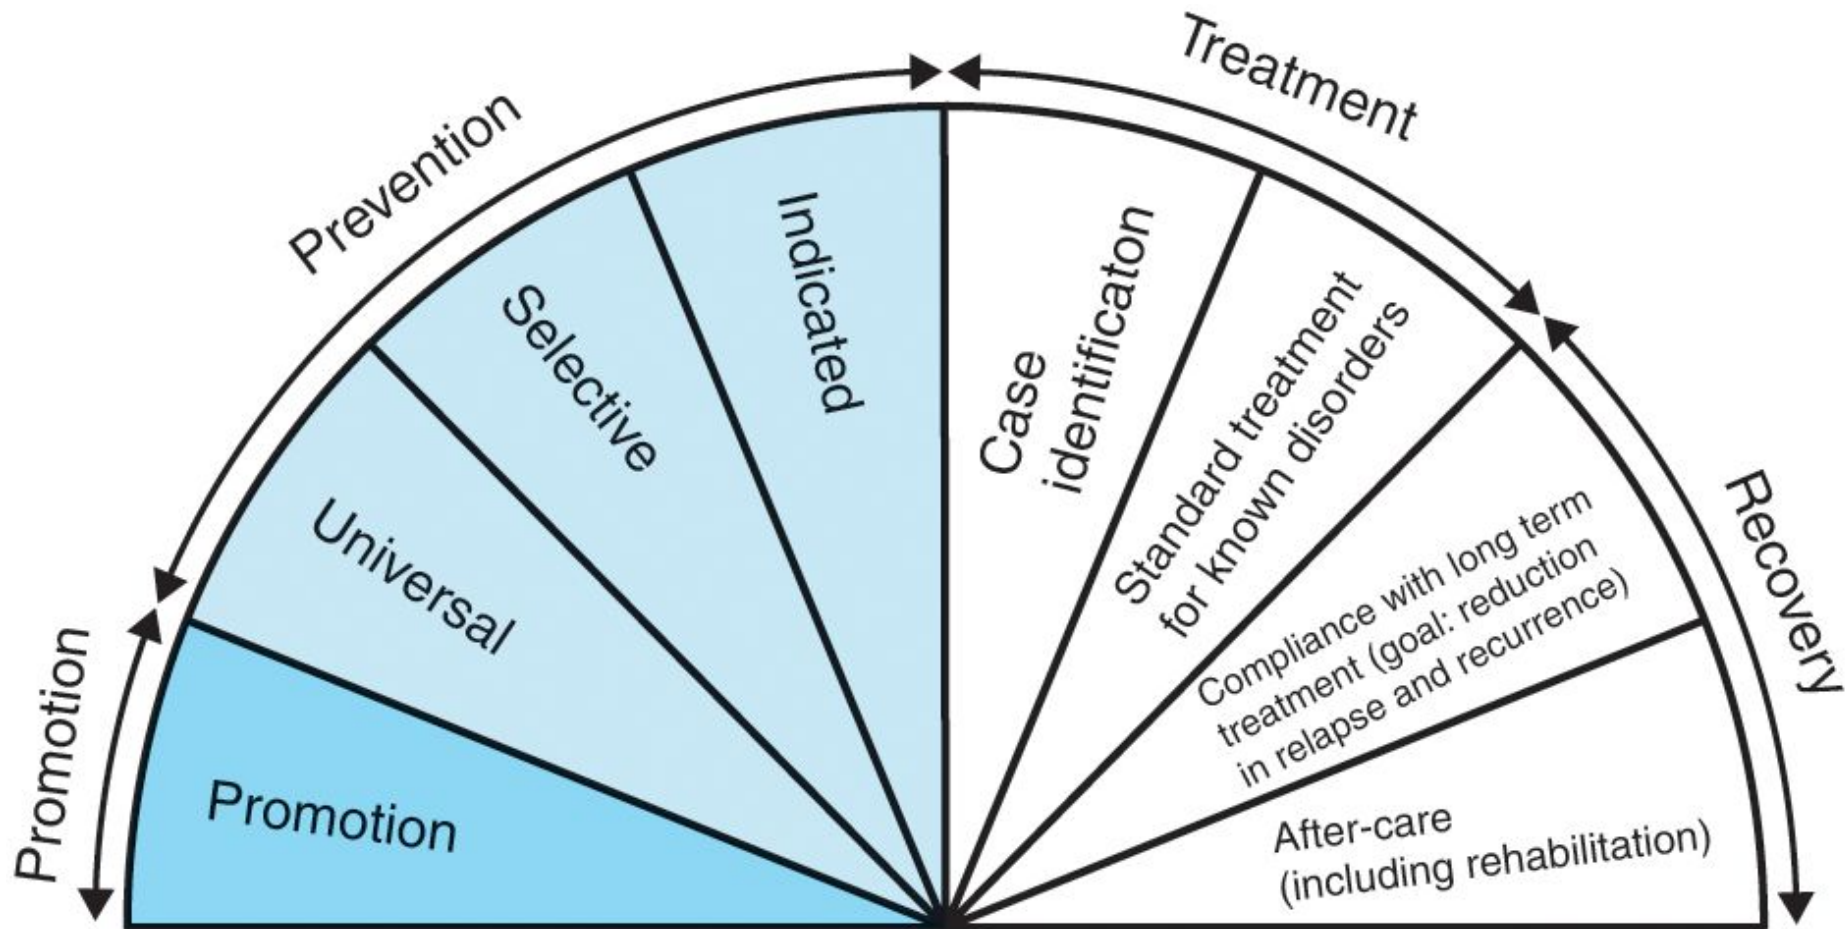 Promotion
Prevention
Treatment
Recovery
Promotion
Universal
Selective
Indicated
Case
identificaton
Standard treatment
for known disorders
Compliance with long term
treatment (goal: reduction
in relapse and recurrence)
After-care
(including rehabilitation)